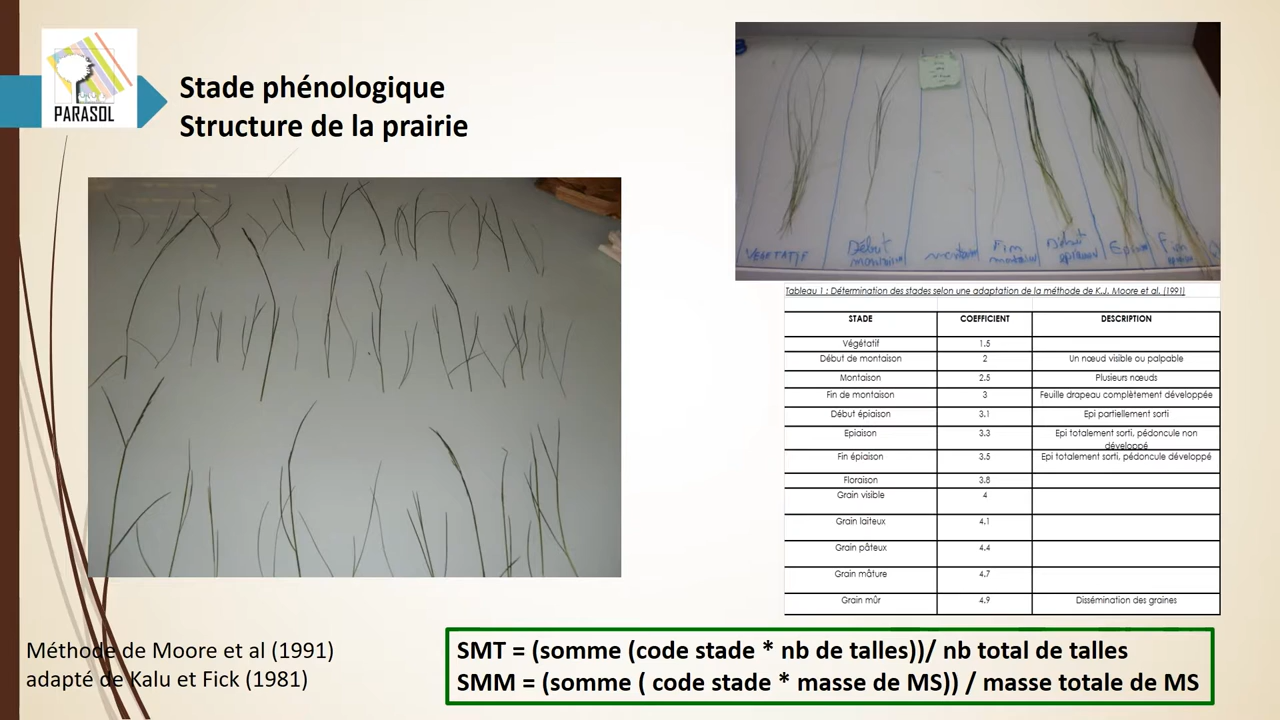 PARASOL
Stade phénologique
Structure de la prairie
VEGETATIF
Début
montaison
montaison
Fin
montaison
Début
épiaison
Fin
Tableau 1 : Détermination des stades selon une adaptation de la méthode de K.J. Moore et al. (1991)
STADE COEFFICIENT DESCRIPTION
Végétatif 1.5
Début de montaison 2 Un nœud visible ou palpable
Montaison 2.5 Plusieurs nœuds
Fin de montaison 3 Feuille drapeau complètement développée
Début épiaison 3.1 Epi partiellement sorti
Epiaison 3.3 Epi totalement sorti, pédoncule non
développé
Fin épiaison 3.5 Epi totalement sorti, pédoncule développé
Floraison 3.8
Grain visible 4
Grain laiteux 4.1
Grain pâteux 4.4
Grain mâture 4.7
Grain mûr 4.9 Dissémination des graines
Méthode de Moore et al (1991)
adapté de Kalu et Fick (1981)
SMT = (somme (code stade * nb de talles))/ nb total de talles
SMM = (somme ( code stade * masse de MS)) / masse totale de MS